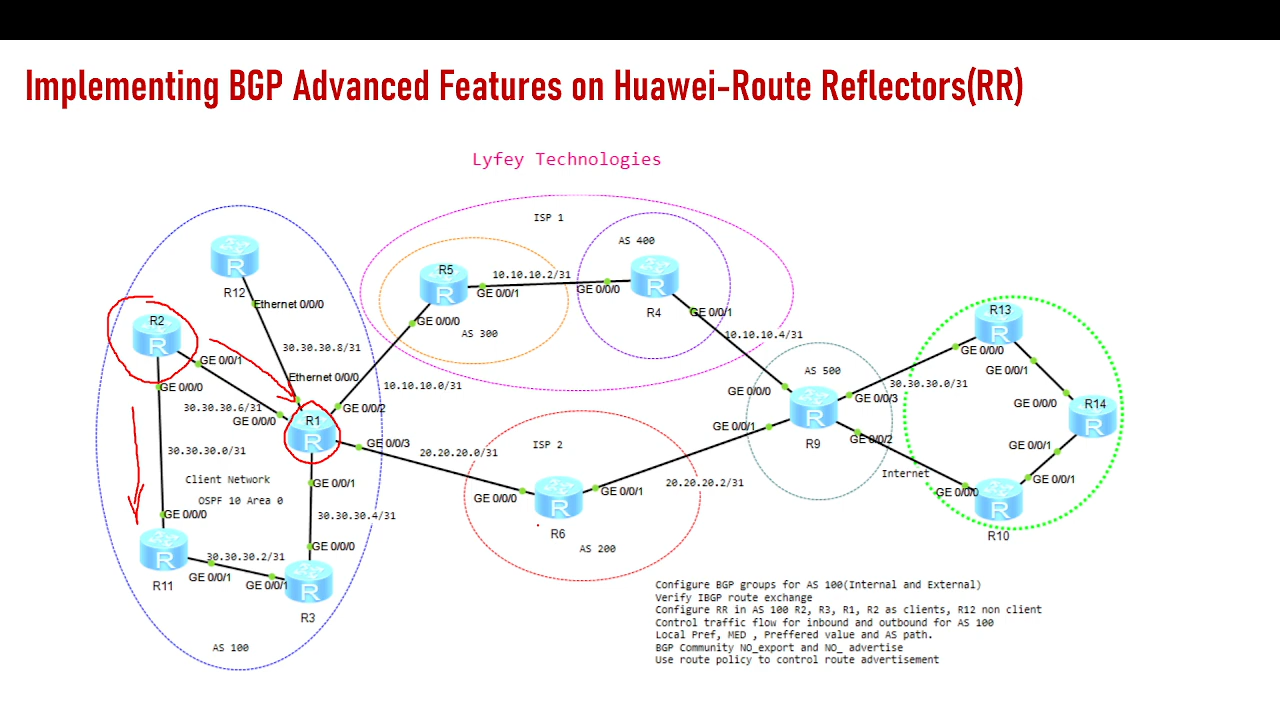 Implementing BGP Advanced Features on Huawei-Route Reflectors(RR)
Lyfey Technologies
ISP 1
AS 400
R5
10.10.10.2/31
GE 0/0/1
GE 0/0/0
R4
GE 0/0/0
AS 300
GE 0/0/1
10.10.10.4/31
R12
Ethernet 0/0/0
R2
30.30.30.8/31
GE 0/0/1
Ethernet 0/0/0
10.10.10.0/31
GE 0/0/0
30.30.30.6/31
GE 0/0/0
R1
GE 0/0/2
GE 0/0/3
20.20.20.0/31
30.30.30.0/31
Client Network
OSPF 10 Area 0
GE 0/0/1
30.30.30.4/31
GE 0/0/0
R11
30.30.30.2/31
GE 0/0/1
GE 0/0/1
GE 0/0/0
R3
AS 100
ISP 2
GE 0/0/0
GE 0/0/1
R6
AS 200
20.20.20.2/31
AS 500
GE 0/0/0
GE 0/0/1
R9
GE 0/0/3
30.30.30.0/31
GE 0/0/2
Internet
R13
GE 0/0/0
GE 0/0/1
GE 0/0/0
R14
GE 0/0/1
GE 0/0/1
GE 0/0/0
R10
Configure BGP groups for AS 100(Internal and External)
Verify IBGP route exchange
Configure RR in AS 100 R2, R3, R1, R2 as clients, R12 non client
Control traffic flow for inbound and outbound for AS 100
Local Pref, MED , Preffered value and AS path.
BGP Community NO_export and NO_ advertise
Use route policy to control route advertisement